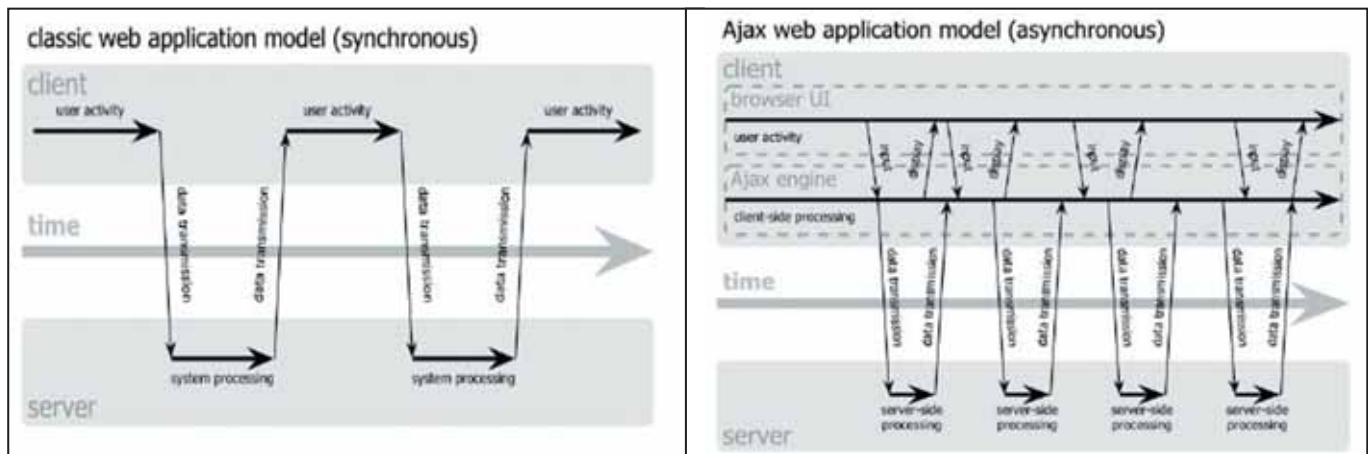 classic web application model (synchronous)
client
user activity
user activity
user activity
data transmission
data transmission
data transmission
data transmission
time
system processing
system processing
server
Ajax web application model (asynchronous)
client
browser UI
user activity
input
display
input
display
input
display
input
display
Ajax engine
client-side processing
data transmission
data transmission
data transmission
data transmission
data transmission
data transmission
data transmission
data transmission
time
server-side
processing
server-side
processing
server-side
processing
server-side
processing
server